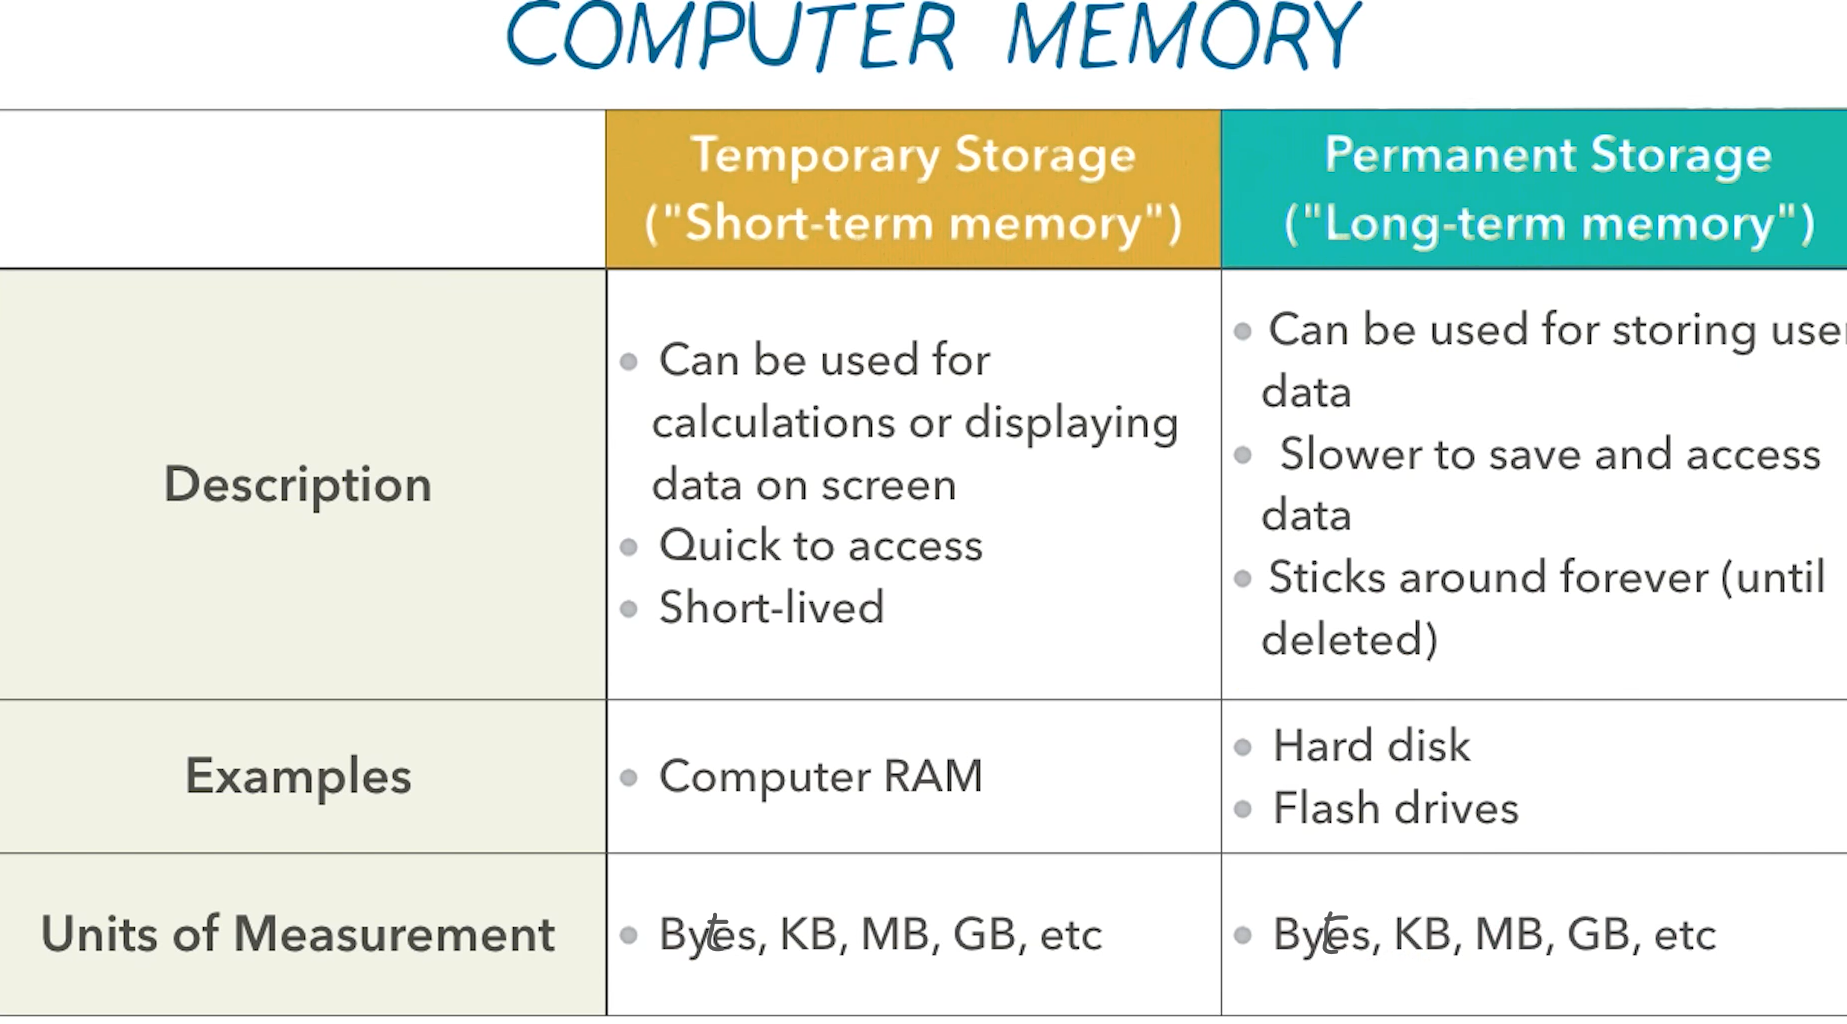 COMPUTER MEMORY
Temporary Storage
("Short-term memory")
Permanent Storage
("Long-term memory")
Description
• Can be used for
calculations or displaying
data on screen
• Quick to access
• Short-lived
• Can be used for storing user
data
• Slower to save and access
data
• Sticks around forever (until
deleted)
Examples
• Computer RAM
• Hard disk
• Flash drives
Units of Measurement
• Bytes, KB, MB, GB, etc
• Bytes, KB, MB, GB, etc